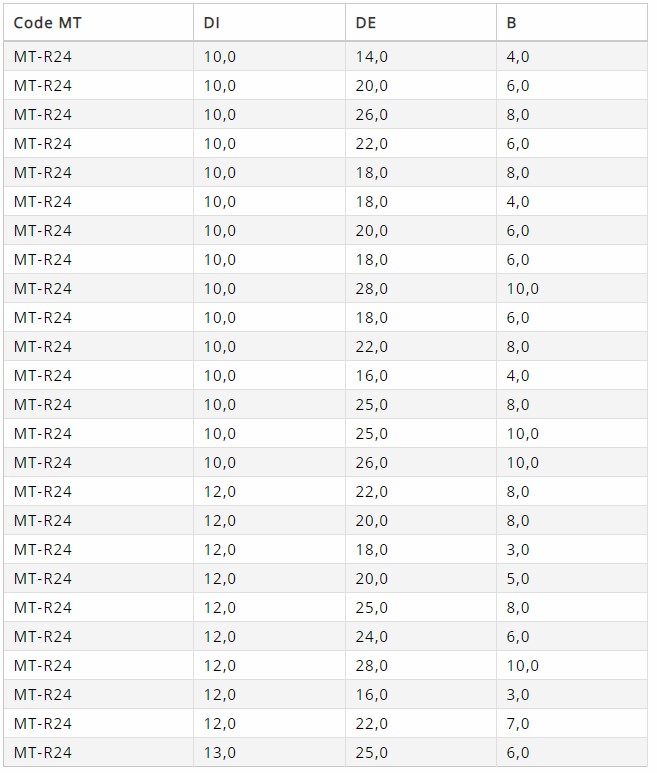 Code MT DI DE B
MT-R24 10,0 14,0 4,0
MT-R24 10,0 20,0 6,0
MT-R24 10,0 26,0 8,0
MT-R24 10,0 22,0 6,0
MT-R24 10,0 18,0 8,0
MT-R24 10,0 18,0 4,0
MT-R24 10,0 20,0 6,0
MT-R24 10,0 18,0 6,0
MT-R24 10,0 28,0 10,0
MT-R24 10,0 18,0 6,0
MT-R24 10,0 22,0 8,0
MT-R24 10,0 16,0 4,0
MT-R24 10,0 25,0 8,0
MT-R24 10,0 25,0 10,0
MT-R24 10,0 26,0 10,0
MT-R24 12,0 22,0 8,0
MT-R24 12,0 20,0 8,0
MT-R24 12,0 18,0 3,0
MT-R24 12,0 20,0 5,0
MT-R24 12,0 25,0 8,0
MT-R24 12,0 24,0 6,0
MT-R24 12,0 28,0 10,0
MT-R24 12,0 16,0 3,0
MT-R24 12,0 22,0 7,0
MT-R24 13,0 25,0 6,0